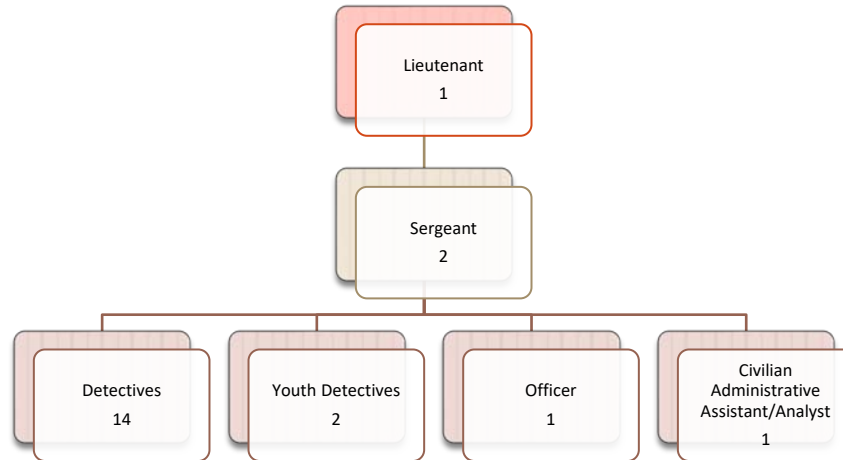 Lieutenant
1
Sergeant
2
Detectives
14
Youth Detectives
2
Officer
1
Civilian
Administrative
Assistant/Analyst
1